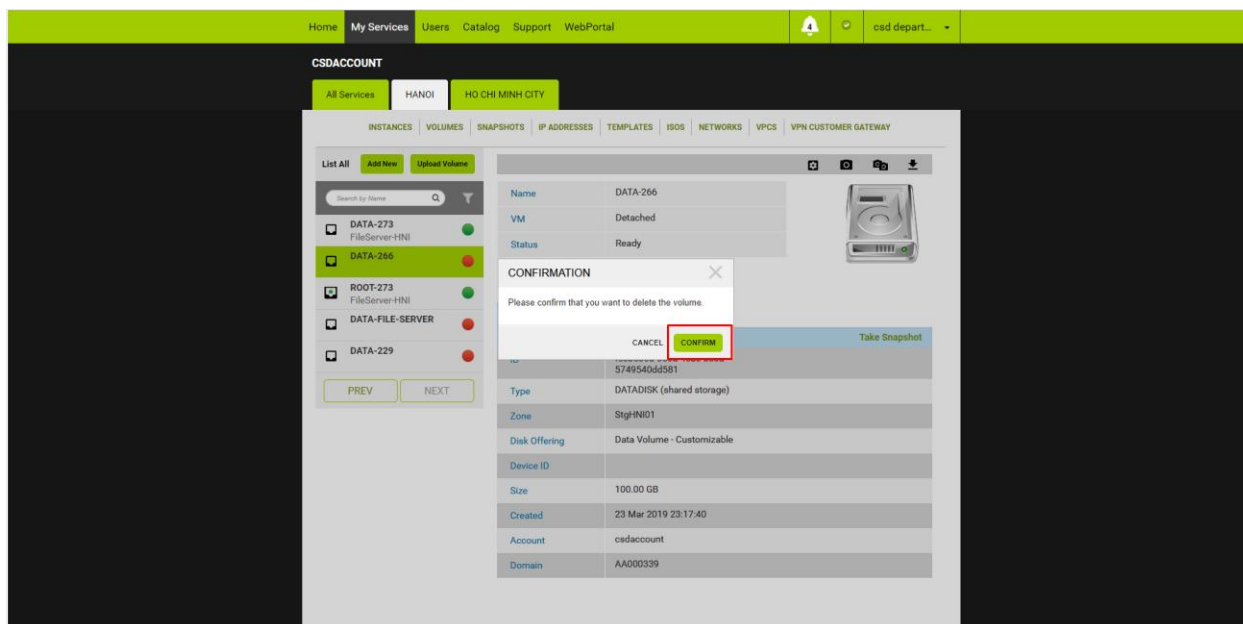 Home My Services Users Catalog Support WebPortal 4 csd depart...
CSDACCOUNT
All Services HANOI HO CHI MINH CITY
INSTANCES VOLUMES SNAPSHOTS IP ADDRESSES TEMPLATES ISOS NETWORKS VPCS VPN CUSTOMER GATEWAY
List All Add New Upload Volume
Search by Name
DATA-273
FileServer-HNI
DATA-266
ROOT-273
FileServer-HNI
DATA-FILE-SERVER
DATA-229
PREV NEXT
Name DATA-266
VM Detached
Status Ready
CONFIRMATION
Please confirm that you want to delete the volume.
CANCEL CONFIRM
Take Snapshot
ID
5749540dd581
Type DATADISK (shared storage)
Zone StgHNI01
Disk Offering Data Volume - Customizable
Device ID
Size 100.00 GB
Created 23 Mar 2019 23:17:40
Account csdaccount
Domain AA000339